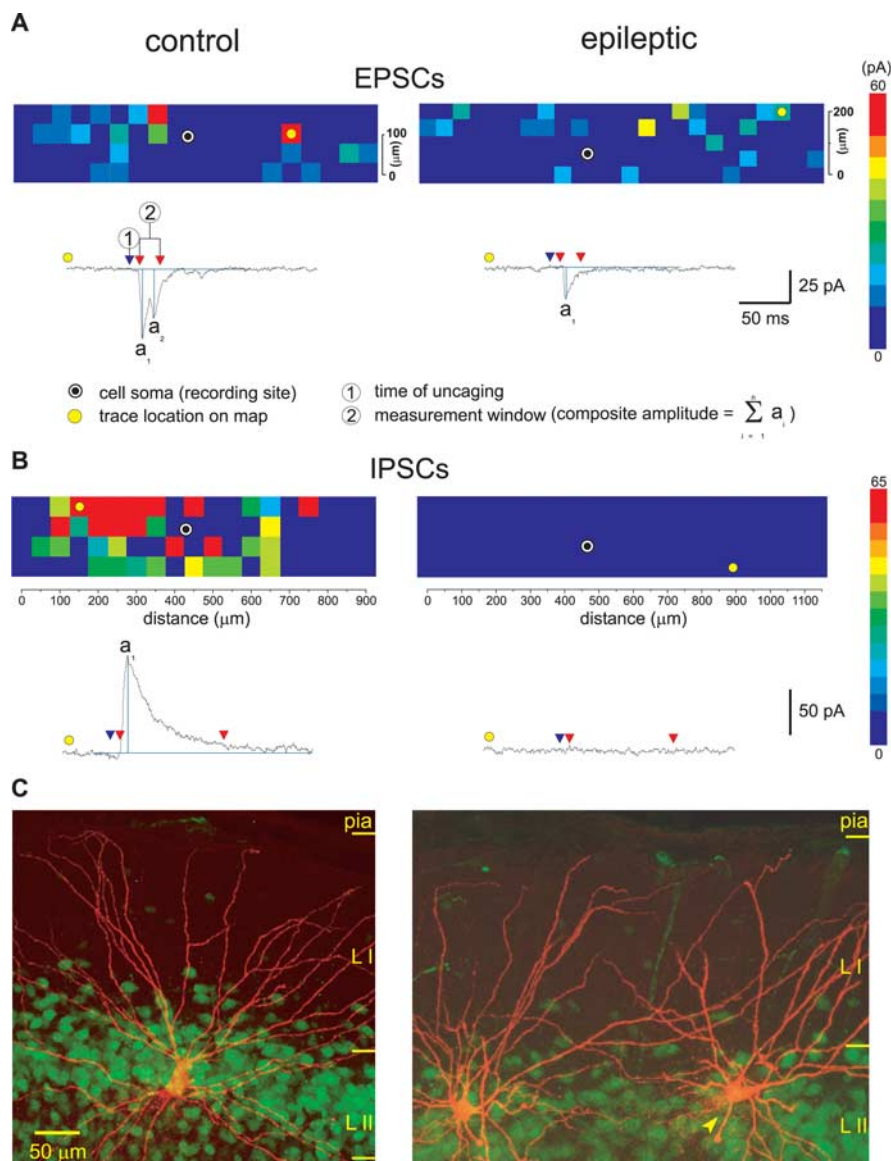 A
control
epileptic
EPSCs
(pA)
60
100
(μm)
0
200
(μm)
0
2
1
a1
a2
a1
25 pA
50 ms
0
cell soma (recording site)
trace location on map
1 time of uncaging
2 measurement window (composite amplitude = Σ a )
B
IPSCs
65
0 100 200 300 400 500 600 700 800 900
distance (μm)
0 100 200 300 400 500 600 700 800 900 1000 1100
distance (μm)
a1
50 pA
0
C
pia
L I
L II
50 μm
pia
L I
L II